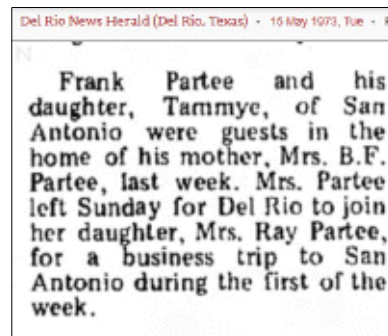 Del Rio News Herald (Del Rio, Texas) · 15 May 1973, Tue ·
Frank Partee and his
daughter, Tammye, of San
Antonio were guests in the
home of his mother, Mrs. B.F.
Partee, last week. Mrs. Partee
left Sunday for Del Rio to join
her daughter, Mrs. Ray Partee,
for a business trip to San
Antonio during the first of the
week.